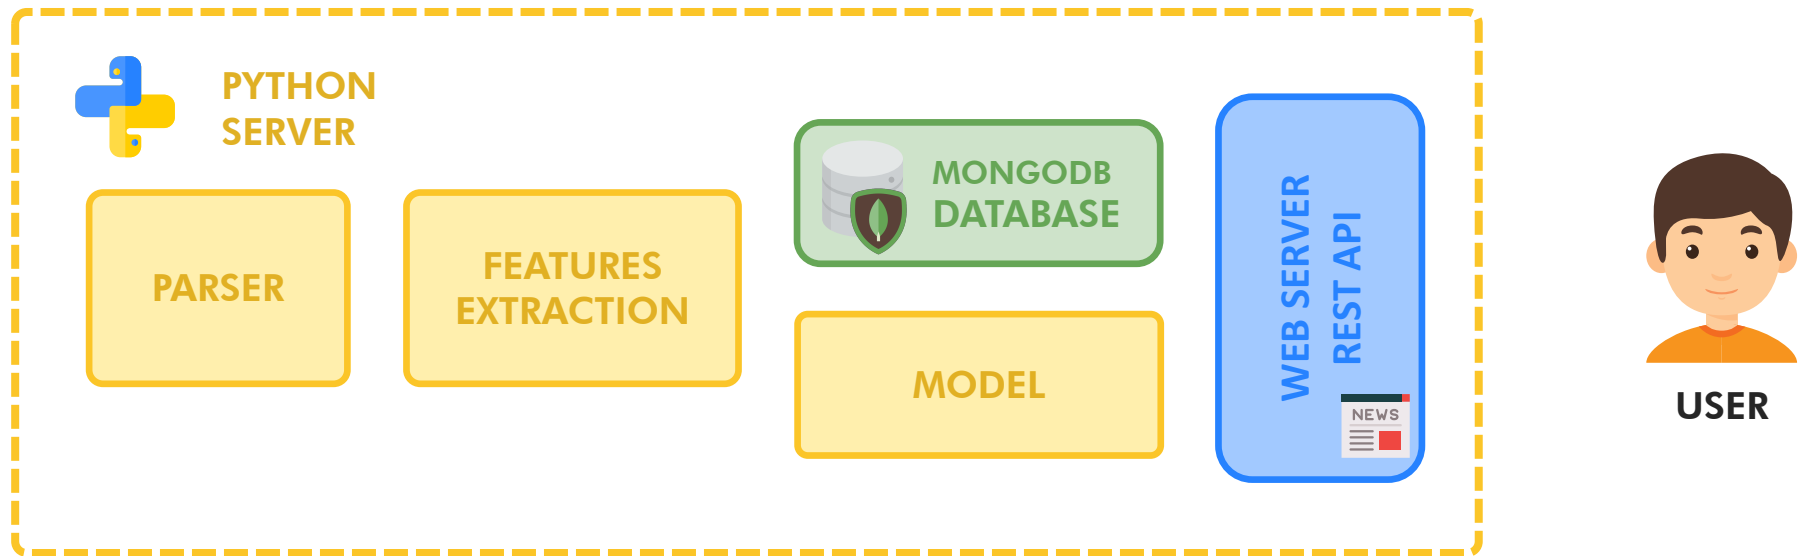 PYTHON
SERVER
PARSER
FEATURES
EXTRACTION
MONGODB
DATABASE
MODEL
WEB SERVER
REST API
NEWS
USER